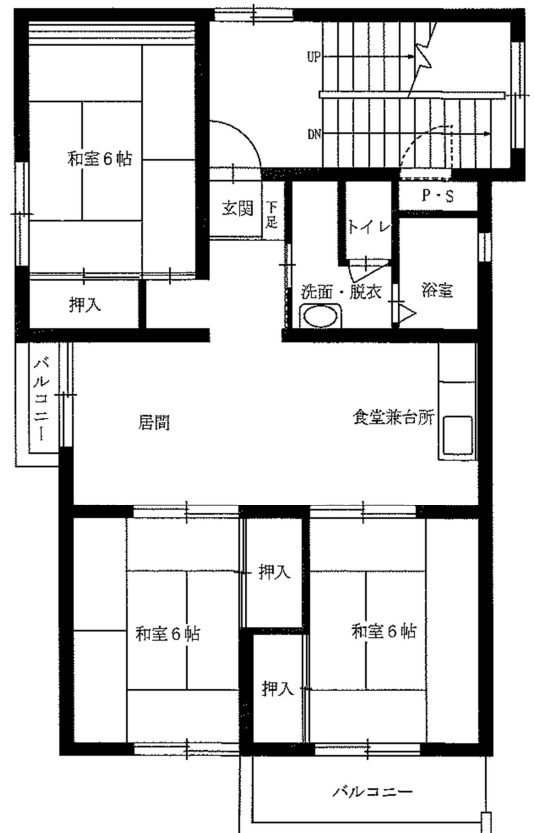 UP
DN
和室6帖
P・S
玄関
下足
トイレ
洗面・脱衣
浴室
押入
バルコニー
居間
食堂兼台所
押入
和室6帖
和室6帖
押入
バルコニー